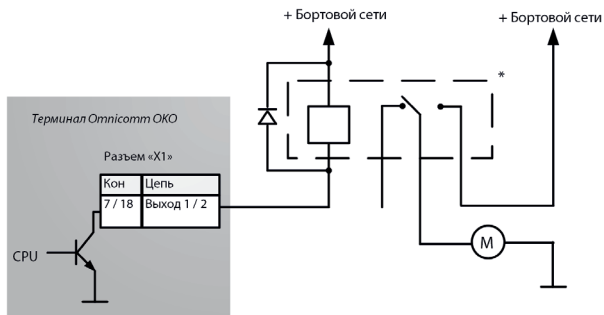 + Бортовой сети
+ Бортовой сети
*
Терминал Omnicomm ОКО
Разъем «X1»
Кон Цепь
7 / 18 Выход 1 / 2
CPU
M